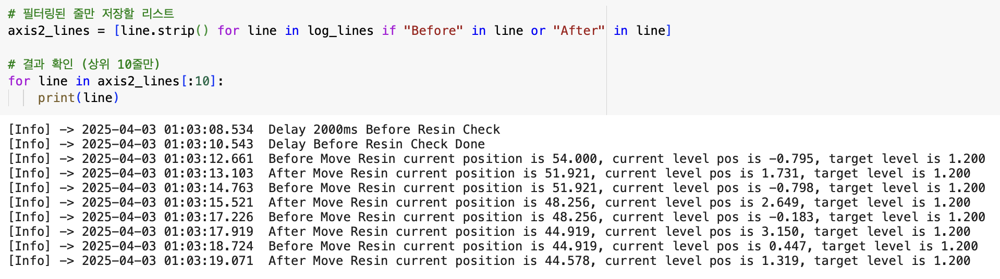 # 필터링된 줄만 저장할 리스트
axis2_lines = [line.strip() for line in log_lines if "Before" in line or "After" in line]
# 결과 확인 (상위 10줄만)
for line in axis2_lines[:10]:
    print(line)
[Info] -> 2025-04-03 01:03:08.534  Delay 2000ms Before Resin Check
[Info] -> 2025-04-03 01:03:10.543  Delay Before Resin Check Done
[Info] -> 2025-04-03 01:03:12.661  Before Move Resin current position is 54.000, current level pos is -0.795, target level is 1.200
[Info] -> 2025-04-03 01:03:13.103  After Move Resin current position is 51.921, current level pos is 1.731, target level is 1.200
[Info] -> 2025-04-03 01:03:14.763  Before Move Resin current position is 51.921, current level pos is -0.798, target level is 1.200
[Info] -> 2025-04-03 01:03:15.521  After Move Resin current position is 48.256, current level pos is 2.649, target level is 1.200
[Info] -> 2025-04-03 01:03:17.226  Before Move Resin current position is 48.256, current level pos is -0.183, target level is 1.200
[Info] -> 2025-04-03 01:03:17.919  After Move Resin current position is 44.919, current level pos is 3.150, target level is 1.200
[Info] -> 2025-04-03 01:03:18.724  Before Move Resin current position is 44.919, current level pos is 0.447, target level is 1.200
[Info] -> 2025-04-03 01:03:19.071  After Move Resin current position is 44.578, current level pos is 1.319, target level is 1.200